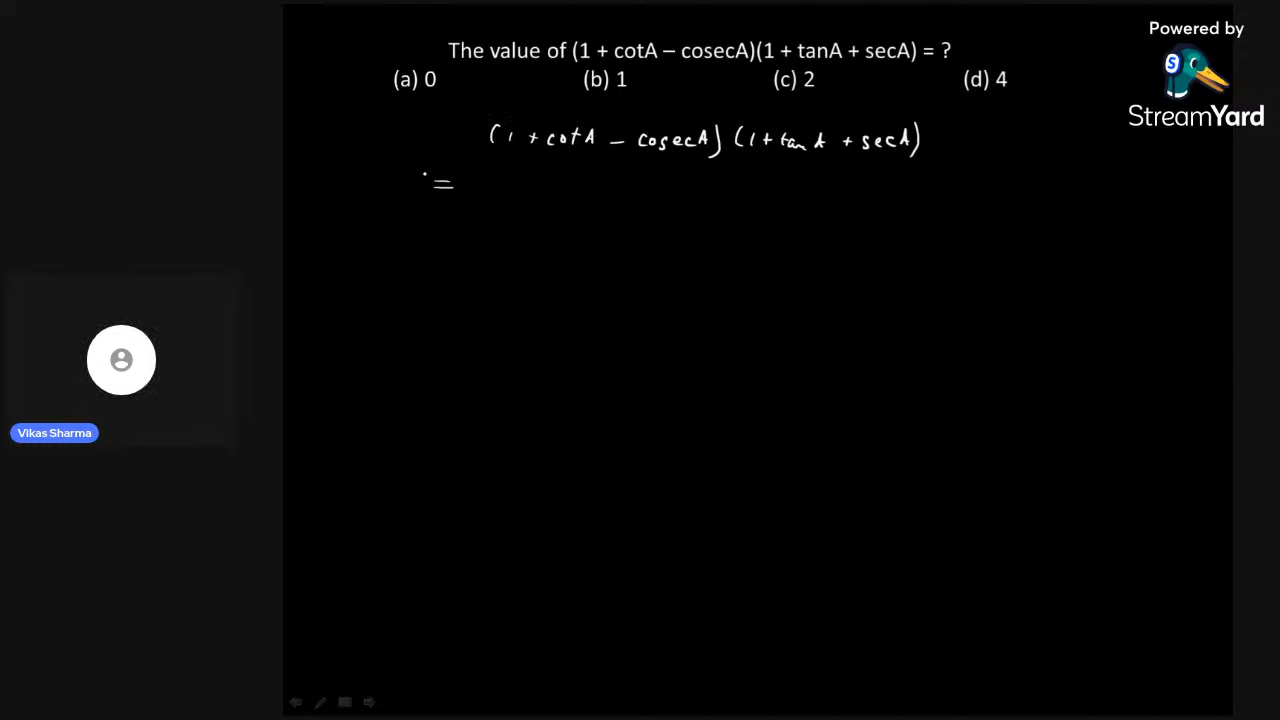 Powered by
StreamYard
The value of (1 + cotA – cosecA)(1 + tanA + secA) = ?
(a) 0 (b) 1 (c) 2 (d) 4
(1 + cotA – cosecA) (1 + tan A + secA)
=
Vikas Sharma